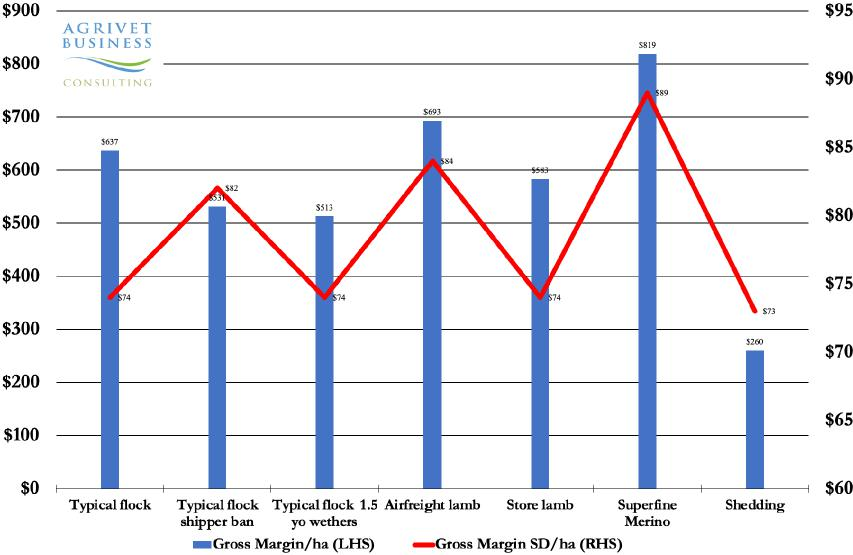 $900
$800
$700
$600
$500
$400
$300
$200
$100
$0
AGRIVET
BUSINESS
CONSULTING
$637
$531
$513
$693
$583
$819
$260
$74
$82
$74
$84
$74
$89
$73
$95
$90
$85
$80
$75
$70
$65
$60
Typical flock
Typical flock
shipper ban
Typical flock 1.5
yo wethers
Airfreight lamb
Store lamb
Superfine
Merino
Shedding
Gross Margin/ha (LHS)
Gross Margin SD/ha (RHS)